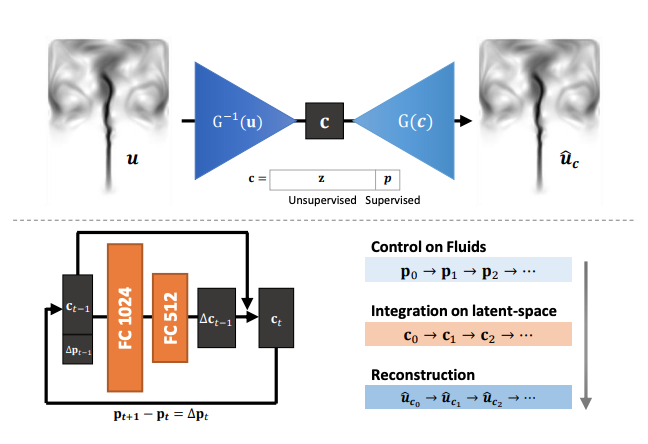 G⁻¹(u)
c
G(c)
u
û_c
c = z p
Unsupervised Supervised
c_{t−1}
Δp_{t−1}
FC 1024
FC 512
Δc_{t−1}
c_t
p_{t+1} − p_t = Δp_t
Control on Fluids
p₀ → p₁ → p₂ → ···
Integration on latent-space
c₀ → c₁ → c₂ → ···
Reconstruction
û_{c₀} → û_{c₁} → û_{c₂} → ···